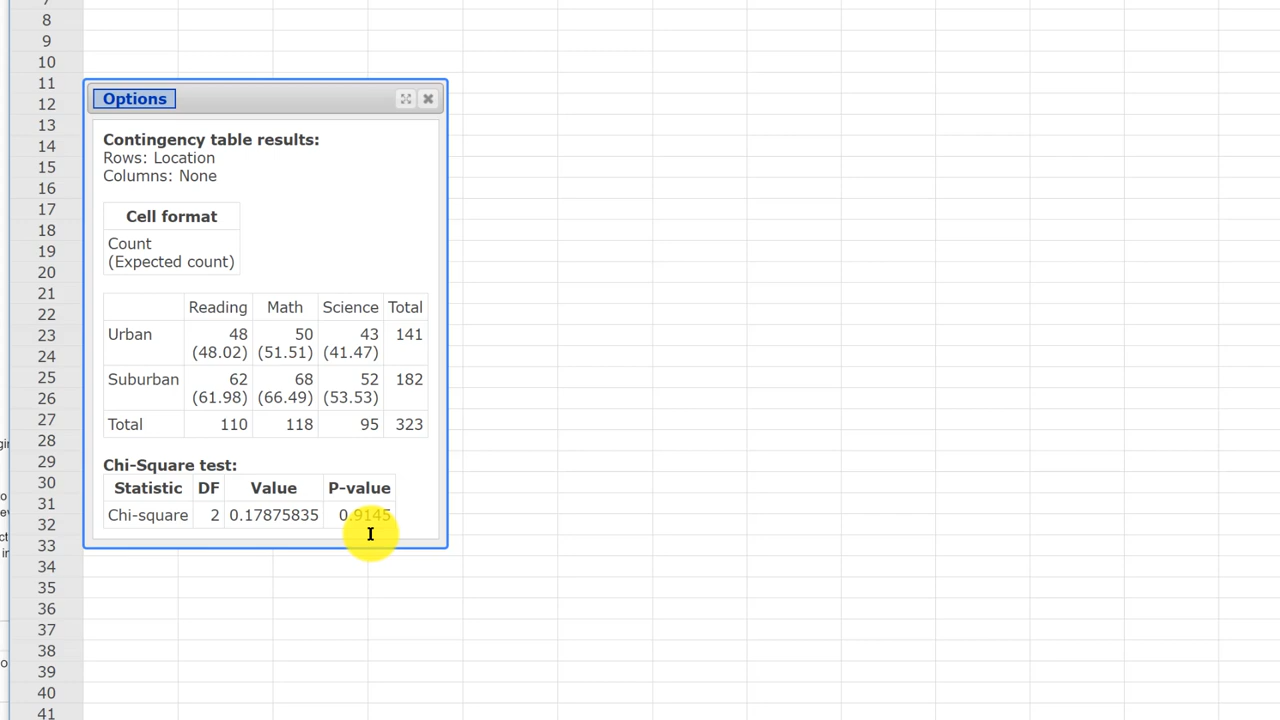 7
8
9
10
11
12
13
14
15
16
17
18
19
20
21
22
23
24
25
26
27
28
29
30
31
32
33
34
35
36
37
38
39
40
41
Options
Contingency table results:
Rows: Location
Columns: None
Cell format
Count
(Expected count)
Reading Math Science Total
Urban 48 50 43 141
(48.02) (51.51) (41.47)
Suburban 62 68 52 182
(61.98) (66.49) (53.53)
Total 110 118 95 323
Chi-Square test:
Statistic DF Value P-value
Chi-square 2 0.17875835 0.9145